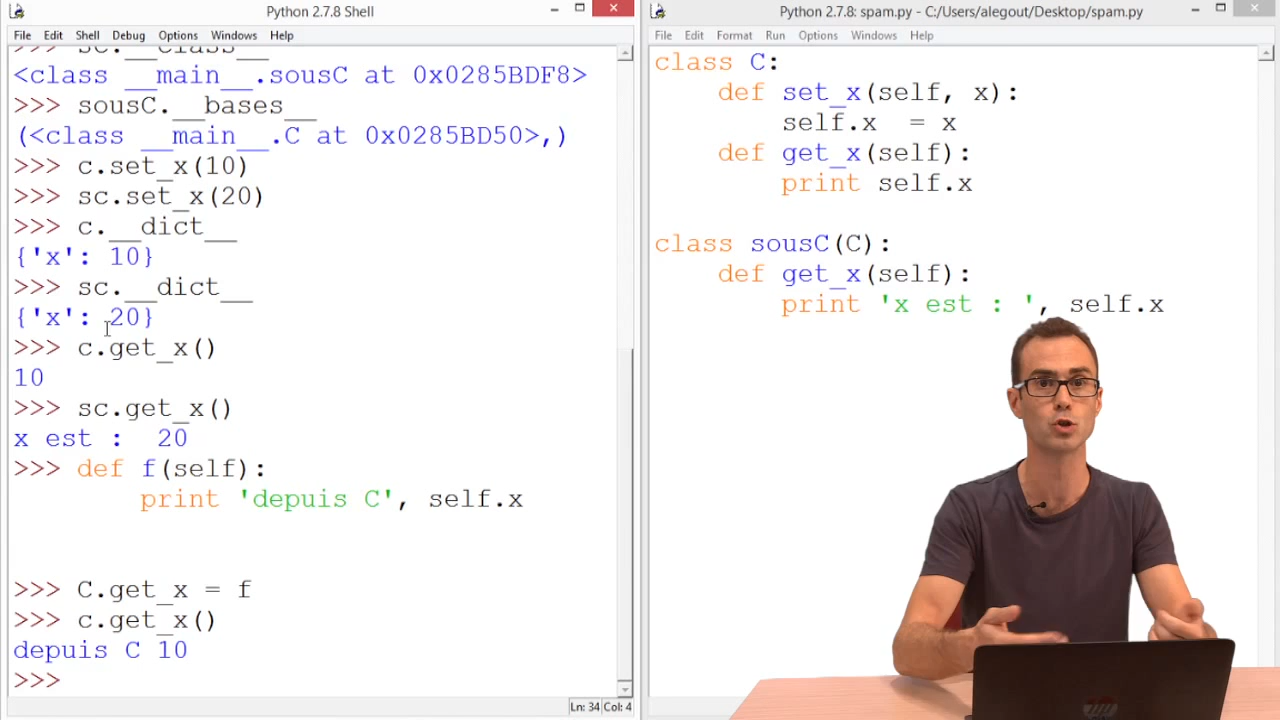 Python 2.7.8 Shell
File Edit Shell Debug Options Windows Help
>>> sc.__class__
<class __main__.sousC at 0x0285BDF8>
>>> sousC.__bases__
(<class __main__.C at 0x0285BD50>,)
>>> c.set_x(10)
>>> sc.set_x(20)
>>> c.__dict__
{'x': 10}
>>> sc.__dict__
{'x': 20}
>>> c.get_x()
10
>>> sc.get_x()
x est :  20
>>> def f(self):
        print 'depuis C', self.x
>>> C.get_x = f
>>> c.get_x()
depuis C 10
>>>
Ln: 34 Col: 4
Python 2.7.8: spam.py - C:/Users/alegout/Desktop/spam.py
File Edit Format Run Options Windows Help
class C:
    def set_x(self, x):
        self.x  = x
    def get_x(self):
        print self.x
class sousC(C):
    def get_x(self):
        print 'x est : ', self.x